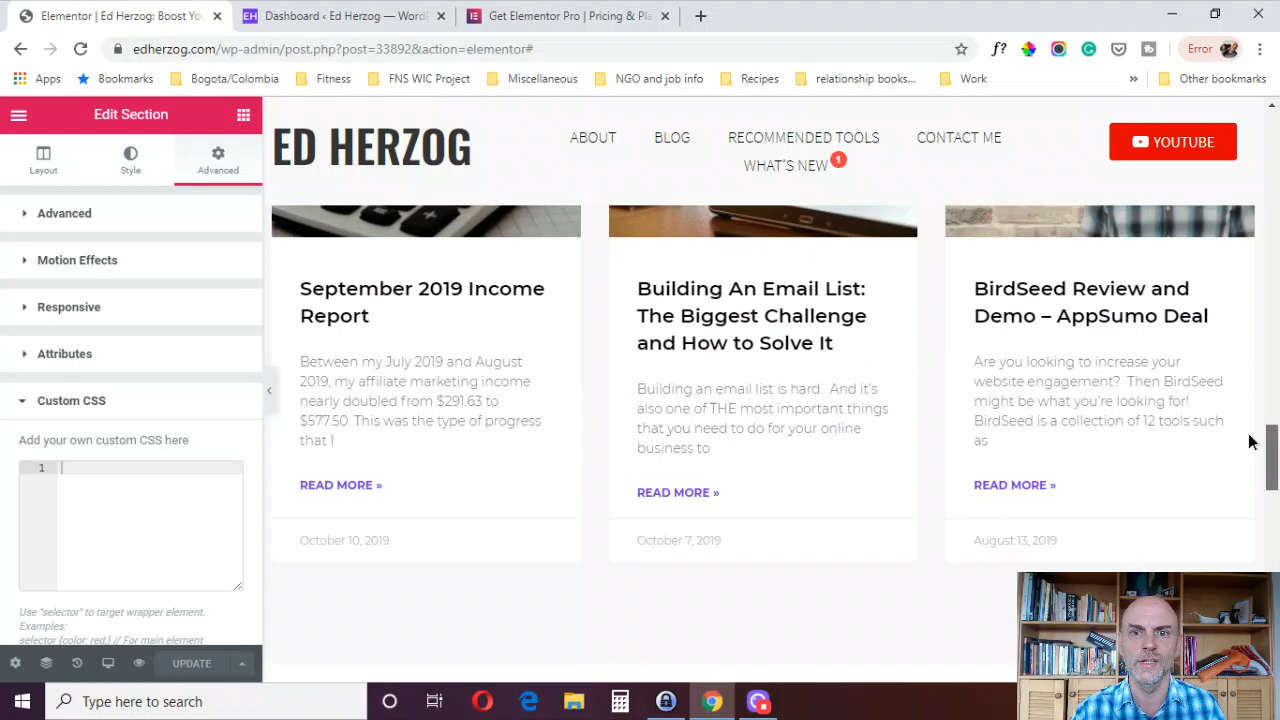 Elementor | Ed Herzog: Boost Yo
Dashboard ‹ Ed Herzog — WordP
Get Elementor Pro | Pricing & Pla
edherzog.com/wp-admin/post.php?post=33892&action=elementor#
f?
Error
Apps
Bookmarks
Bogota/Colombia
Fitness
FNS WIC Project
Miscellaneous
NGO and job info
Recipes
relationship books...
Work
»
Other bookmarks
Edit Section
Layout
Style
Advanced
Advanced
Motion Effects
Responsive
Attributes
Custom CSS
Add your own custom CSS here
1
Use "selector" to target wrapper element.
Examples:
selector {color: red;} // For main element
UPDATE
ED HERZOG
ABOUT
BLOG
RECOMMENDED TOOLS
CONTACT ME
WHAT'S NEW
1
YOUTUBE
September 2019 Income
Report
Between my July 2019 and August
2019, my affiliate marketing income
nearly doubled from $291.63 to
$577.50. This was the type of progress
that I
READ MORE »
October 10, 2019
Building An Email List:
The Biggest Challenge
and How to Solve It
Building an email list is hard. And it's
also one of THE most important things
that you need to do for your online
business to
READ MORE »
October 7, 2019
BirdSeed Review and
Demo – AppSumo Deal
Are you looking to increase your
website engagement? Then BirdSeed
might be what you're looking for!
BirdSeed is a collection of 12 tools such
as
READ MORE »
August 13, 2019
Type here to search